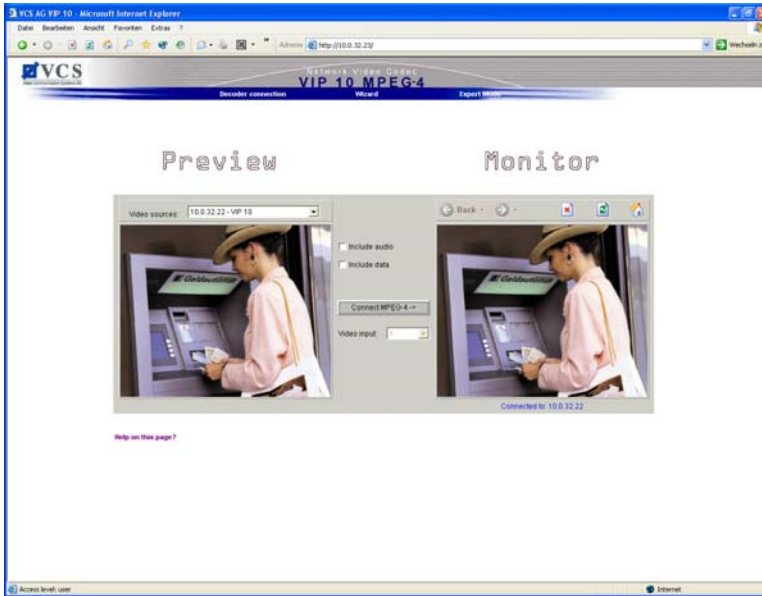 VCS AG VIP 10 - Microsoft Internet Explorer
Datei Bearbeiten Ansicht Favoriten Extras ?
Adresse http://10.0.32.23/ Wechseln z
VCS
Network Video Codec
VIP 10 MPEG-4
Decoder connection Wizard Expert Mode
Preview Monitor
Video sources: 10.0.32.22 - VIP 10
Back
Include audio
Include data
Geldautomat
Geldautomat
Connect MPEG-4 ->
Video input: 1
Connected to: 10.0.32.22
Help on this page?
Access level: user Internet